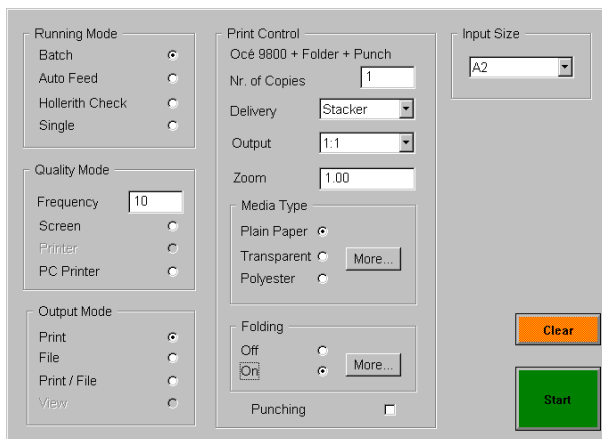 Running Mode
Batch
Auto Feed
Hollerith Check
Single
Quality Mode
Frequency 10
Screen
Printer
PC Printer
Output Mode
Print
File
Print / File
View
Print Control
Océ 9800 + Folder + Punch
Nr. of Copies 1
Delivery Stacker
Output 1:1
Zoom 1.00
Media Type
Plain Paper
Transparent More...
Polyester
Folding
Off
On More...
Punching
Input Size
A2
Clear
Start